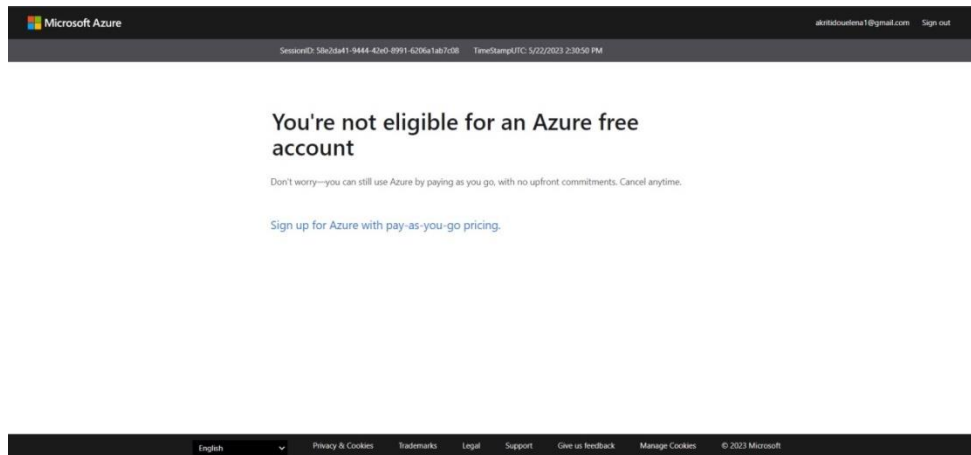 Microsoft Azure
akritidouelena1@gmail.com Sign out
SessionID: 58e2da41-9444-42e0-8991-6206a1ab7c08 TimeStampUTC: 5/22/2023 2:30:50 PM
You're not eligible for an Azure free
account
Don't worry—you can still use Azure by paying as you go, with no upfront commitments. Cancel anytime.
Sign up for Azure with pay-as-you-go pricing.
English Privacy & Cookies Trademarks Legal Support Give us feedback Manage Cookies © 2023 Microsoft